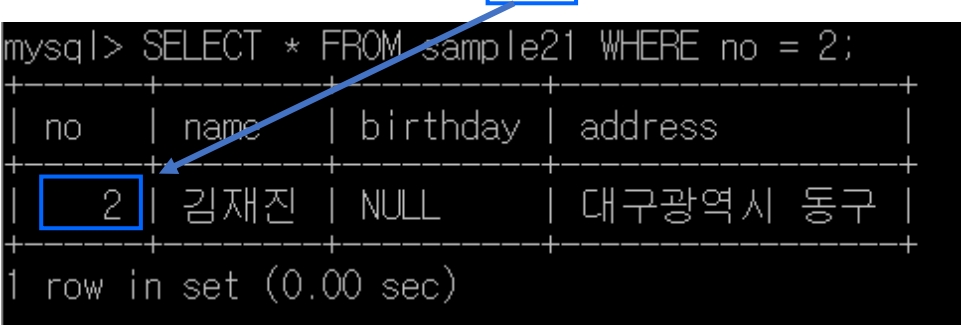 mysql> SELECT * FROM sample21 WHERE no = 2;
+------+--------+----------+----------------+
| no | name | birthday | address |
+------+--------+----------+----------------+
| 2 | 김재진 | NULL | 대구광역시 동구 |
+------+--------+----------+----------------+
1 row in set (0.00 sec)